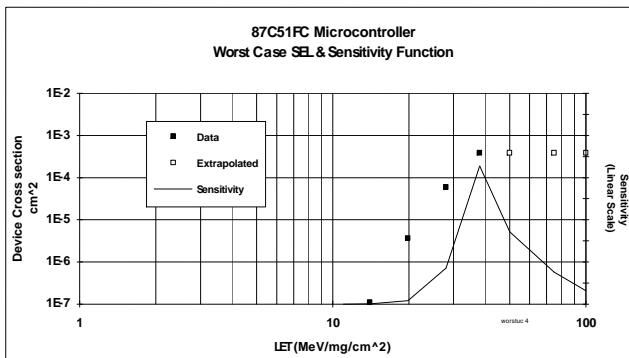 87C51FC Microcontroller
Worst Case SEL & Sensitivity Function
Device Cross section
cm^2
1E-2
1E-3
1E-4
1E-5
1E-6
1E-7
Data
Extrapolated
Sensitivity
Sensitivity
(Linear Scale)
1
10
100
worstuc 4
LET(MeV/mg/cm^2)